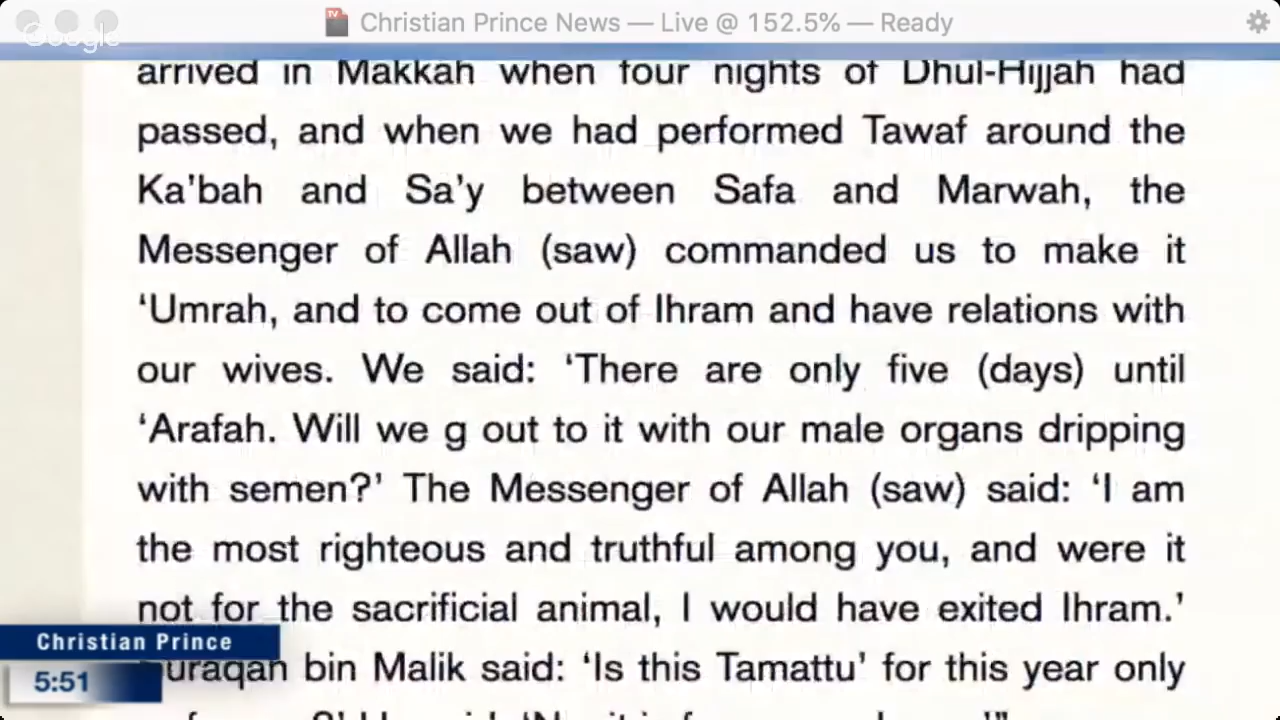 Christian Prince News — Live @ 152.5% — Ready
Google
arrived in Makkah when four nights of Dhul-Hijjah had
passed, and when we had performed Tawaf around the
Ka'bah and Sa'y between Safa and Marwah, the
Messenger of Allah (saw) commanded us to make it
‘Umrah, and to come out of Ihram and have relations with
our wives. We said: ‘There are only five (days) until
‘Arafah. Will we g out to it with our male organs dripping
with semen?’ The Messenger of Allah (saw) said: ‘I am
the most righteous and truthful among you, and were it
not for the sacrificial animal, I would have exited Ihram.’
bin Malik said: ‘Is this Tamattu’ for this year only
Christian Prince
5:51